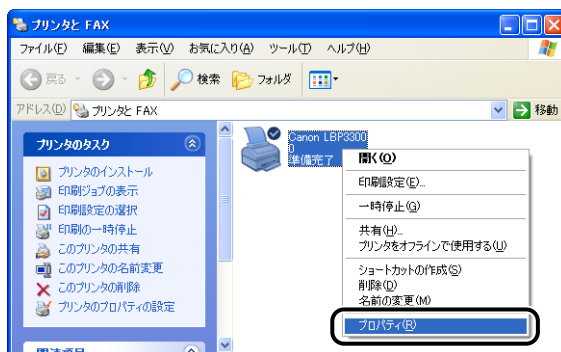 プリンタと FAX
ファイル(F) 編集(E) 表示(V) お気に入り(A) ツール(T) ヘルプ(H)
戻る 検索 フォルダ
アドレス(D) プリンタと FAX 移動
プリンタのタスク
プリンタのインストール
印刷ジョブの表示
印刷設定の選択
印刷の一時停止
このプリンタの共有
このプリンタの名前変更
このプリンタの削除
プリンタのプロパティの設定
関連項目
Canon LBP3300
0
準備完了
開く(O)
印刷設定(E)...
一時停止(G)
共有(H)...
プリンタをオフラインで使用する(U)
ショートカットの作成(S)
削除(D)
名前の変更(M)
プロパティ(R)